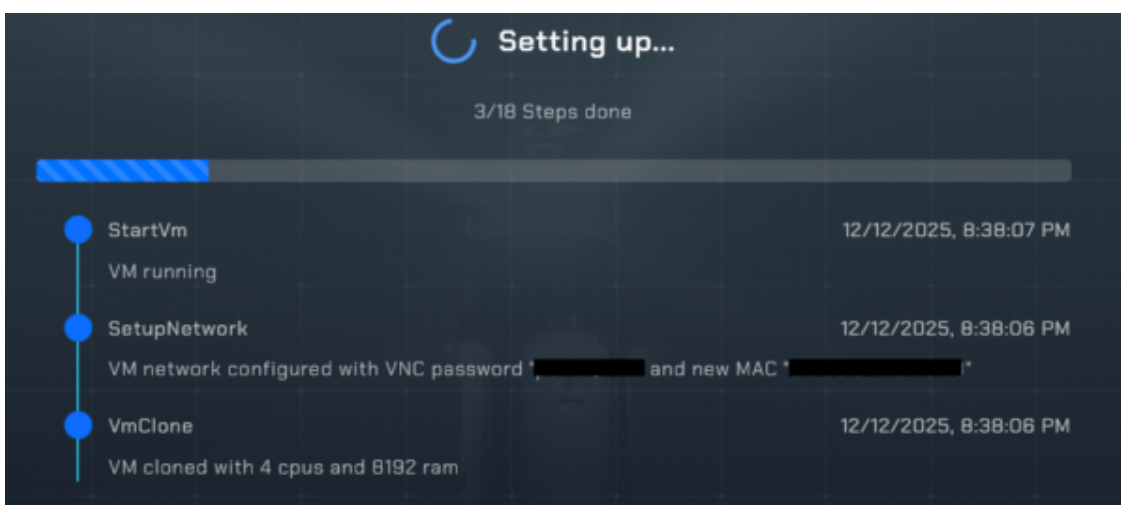 Setting up...
3/18 Steps done
StartVm
12/12/2025, 8:38:07 PM
VM running
SetupNetwork
12/12/2025, 8:38:06 PM
VM network configured with VNC password " and new MAC " "
VmClone
12/12/2025, 8:38:06 PM
VM cloned with 4 cpus and 8192 ram